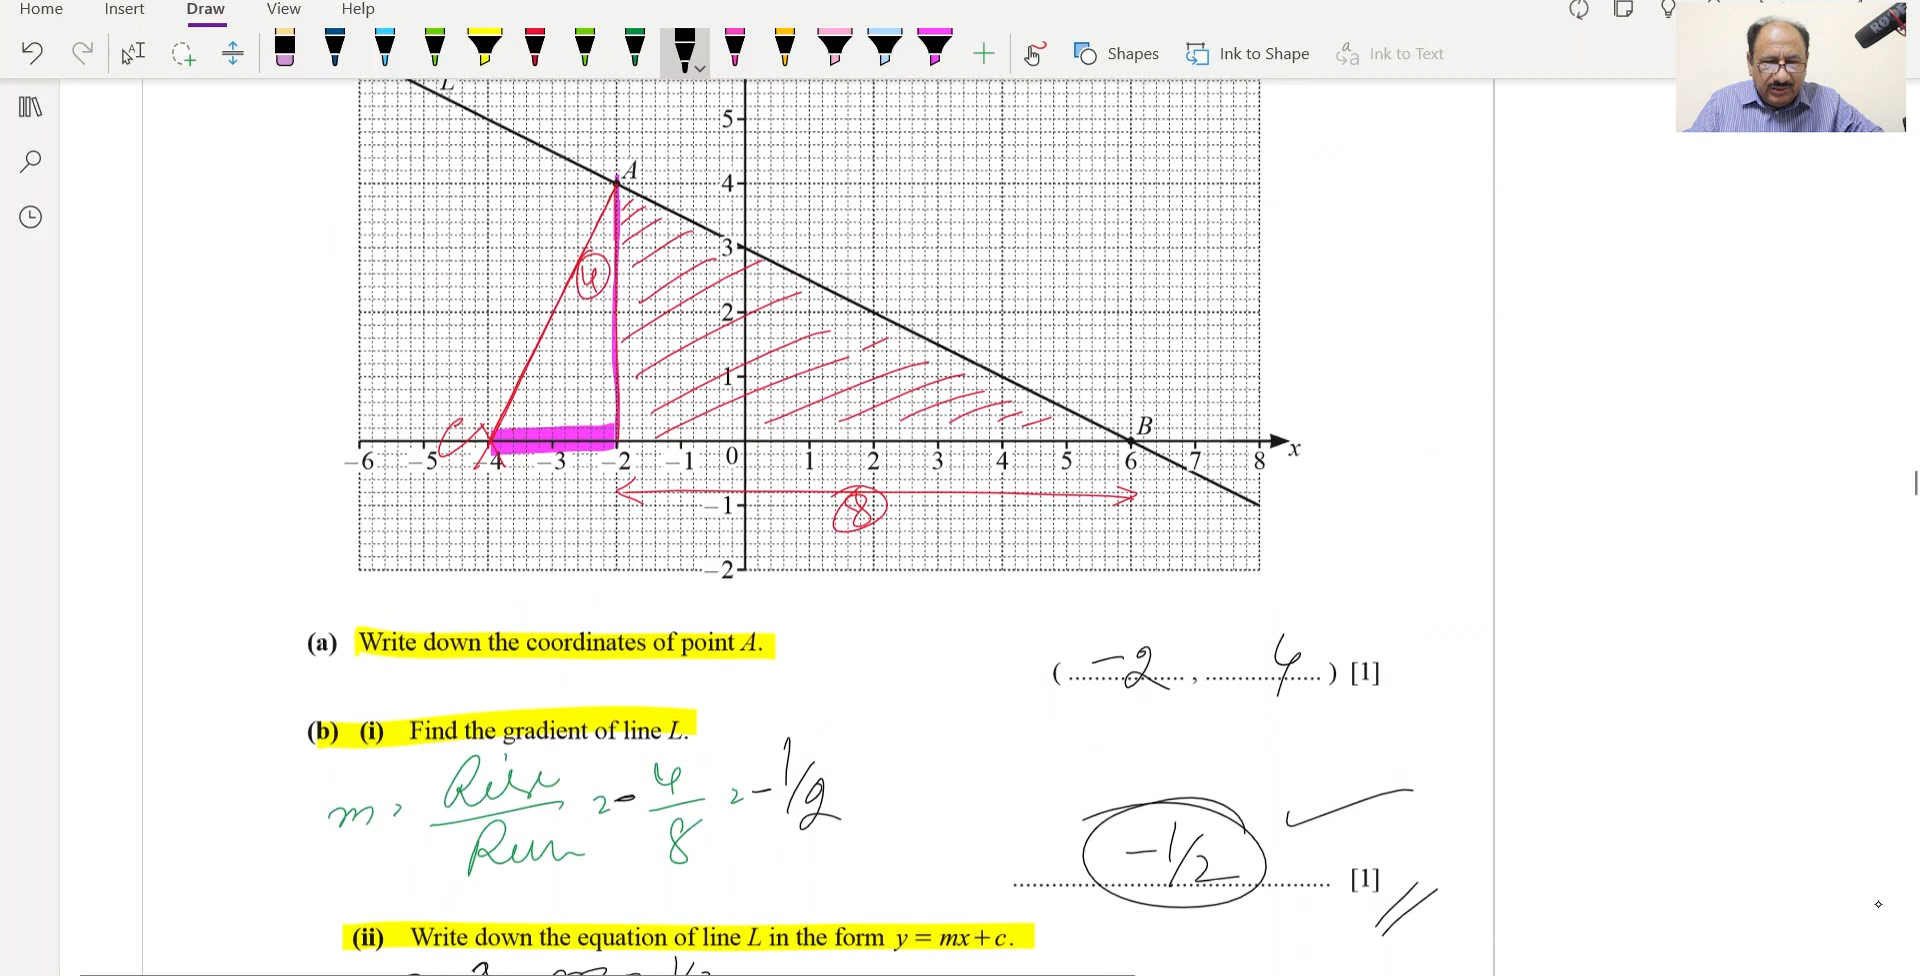 Home Insert Draw View Help
Shapes Ink to Shape Ink to Text
L
5
A
4
3
4
2
1
C
B
-6 -5 -4 -3 -2 -1 0 1 2 3 4 5 6 7 8 x
-1
8
-2
(a) Write down the coordinates of point A.
( -2 , 4 ) [1]
(b) (i) Find the gradient of line L.
m = Rise/Run = -4/8 = -1/2
-1/2 [1]
(ii) Write down the equation of line L in the form y = mx + c.